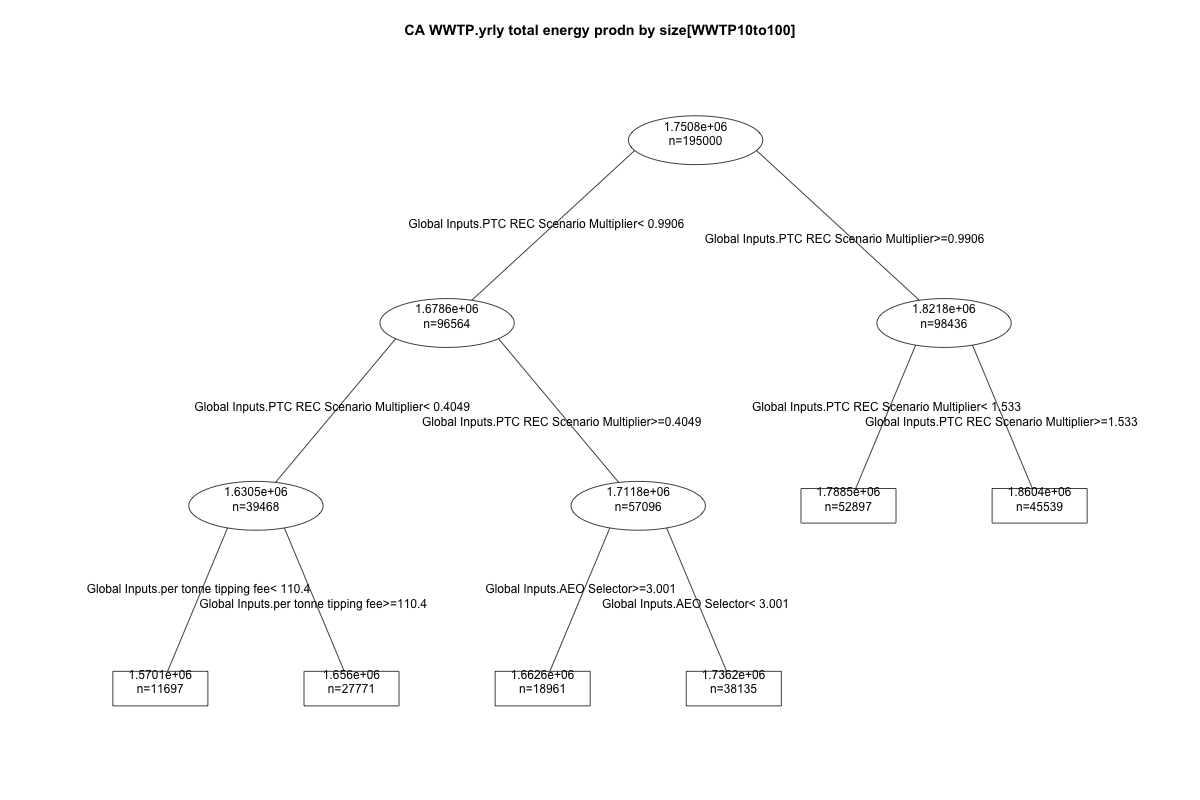 CA WWTP.yrly total energy prodn by size[WWTP10to100]
1.7508e+06
n=195000
Global Inputs.PTC REC Scenario Multiplier< 0.9906
Global Inputs.PTC REC Scenario Multiplier>=0.9906
1.6786e+06
n=96564
1.8218e+06
n=98436
Global Inputs.PTC REC Scenario Multiplier< 0.4049
Global Inputs.PTC REC Scenario Multiplier>=0.4049
Global Inputs.PTC REC Scenario Multiplier< 1.533
Global Inputs.PTC REC Scenario Multiplier>=1.533
1.6305e+06
n=39468
1.7118e+06
n=57096
1.7885e+06
n=52897
1.8604e+06
n=45539
Global Inputs.per tonne tipping fee< 110.4
Global Inputs.per tonne tipping fee>=110.4
Global Inputs.AEO Selector>=3.001
Global Inputs.AEO Selector< 3.001
1.5701e+06
n=11697
1.656e+06
n=27771
1.6626e+06
n=18961
1.7362e+06
n=38135